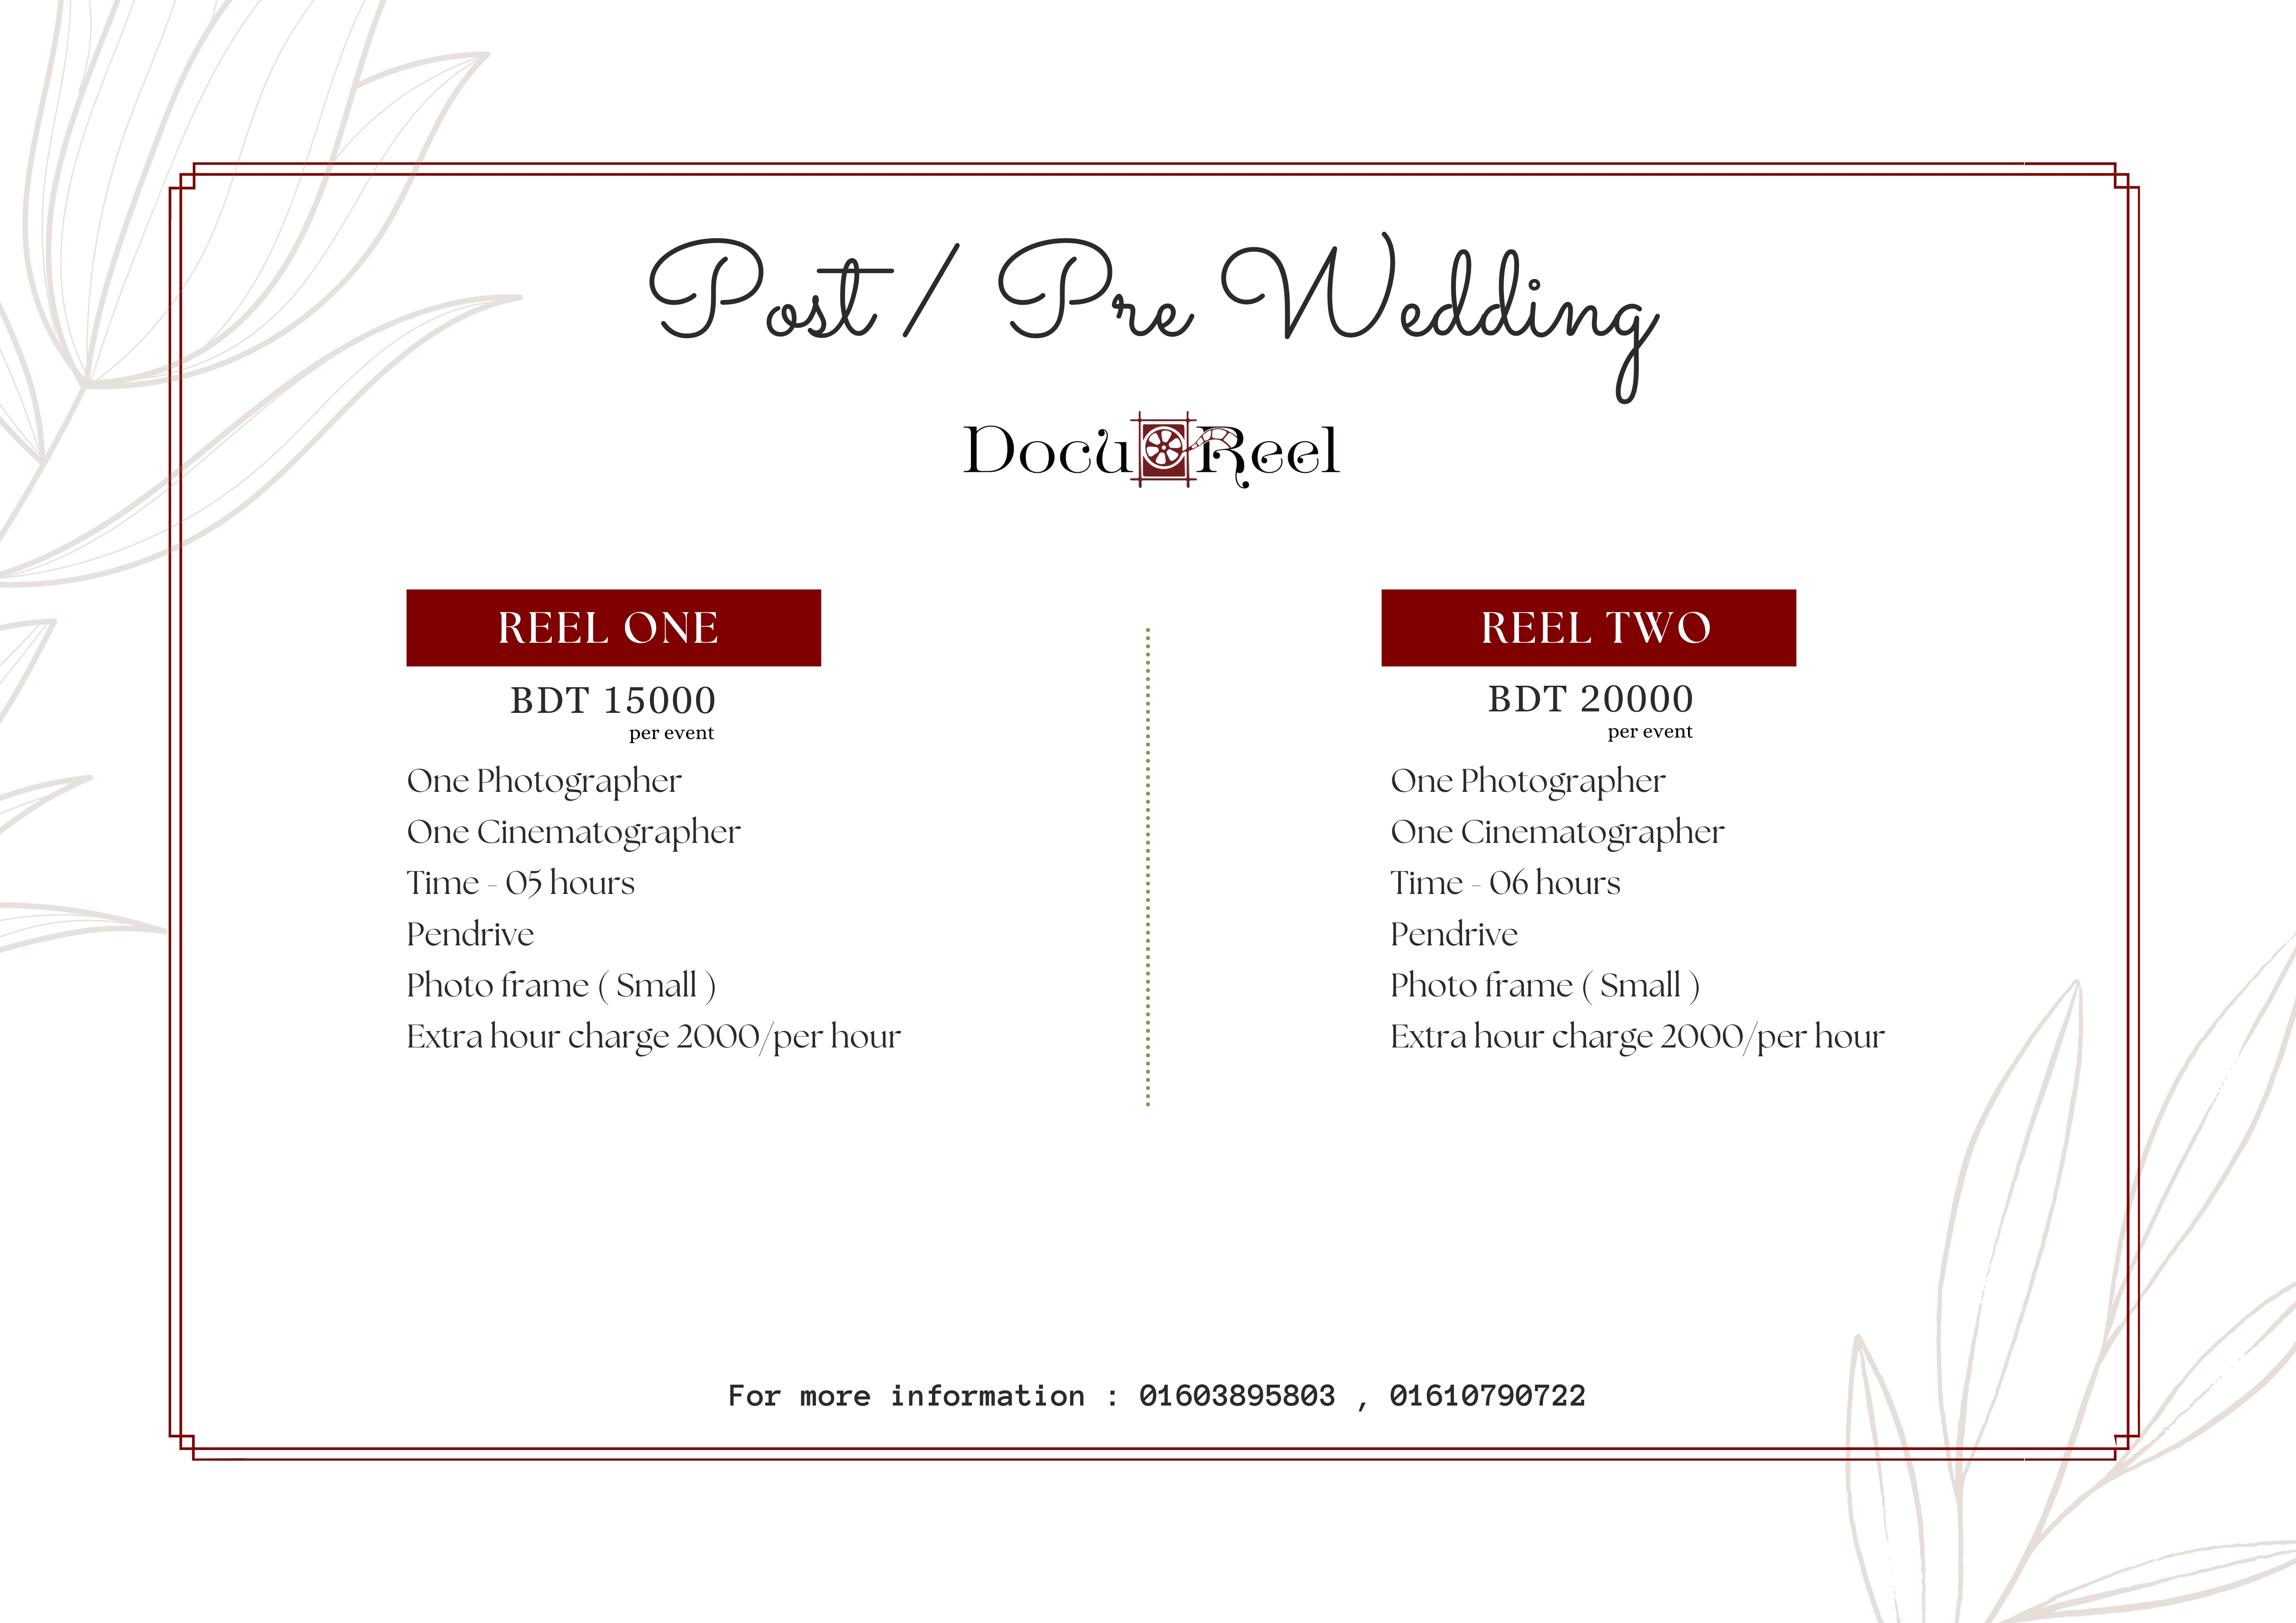 Post / Pre Wedding
Docu Reel
REEL ONE
BDT 15000
per event
One Photographer
One Cinematographer
Time - 05 hours
Pendrive
Photo frame ( Small )
Extra hour charge 2000/per hour
REEL TWO
BDT 20000
per event
One Photographer
One Cinematographer
Time - 06 hours
Pendrive
Photo frame ( Small )
Extra hour charge 2000/per hour
For more information : 01603895803 , 01610790722